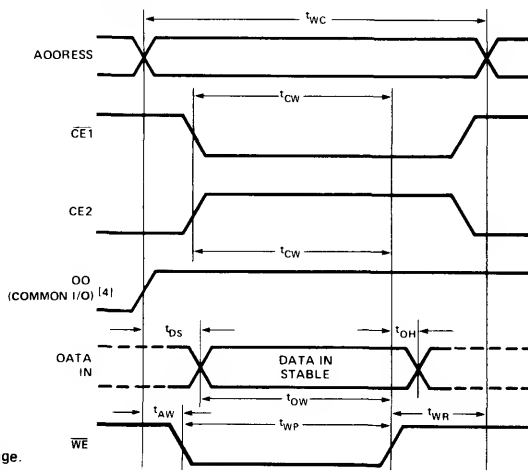 tWC
AOORESS
tCW
CE1
CE2
tCW
OO
(COMMON I/O) [4]
tDS
tOH
OATA
IN
DATA IN
STABLE
tOW
tAW
tWP
tWR
WE
ge.